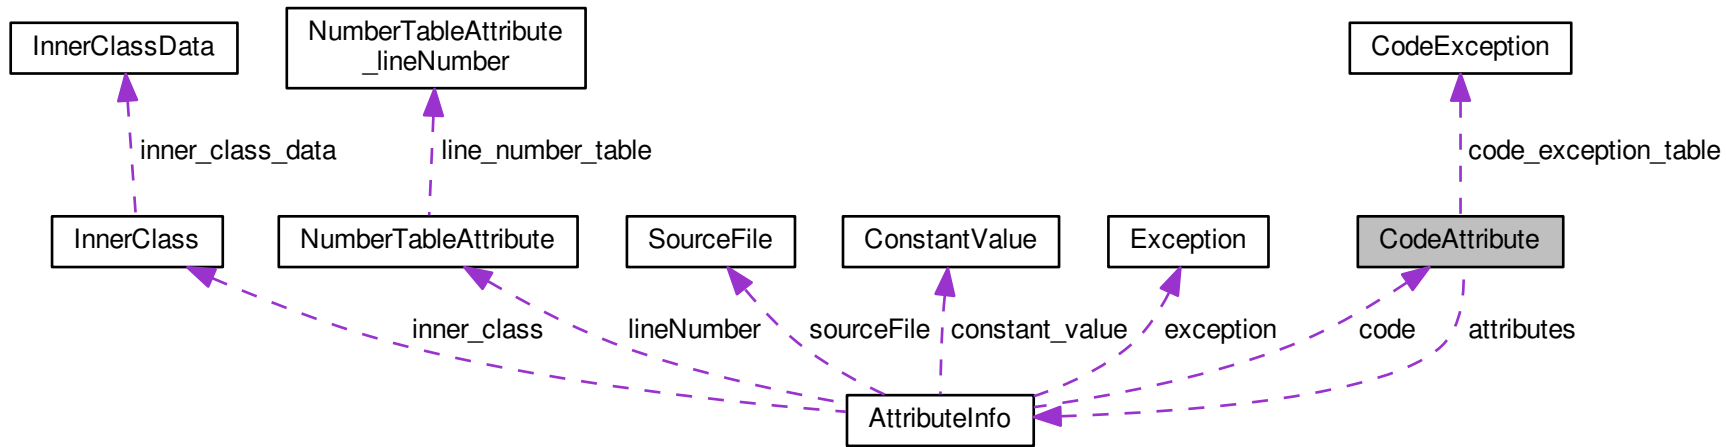 InnerClassData
NumberTableAttribute
_lineNumber
CodeException
inner_class_data
line_number_table
code_exception_table
InnerClass
NumberTableAttribute
SourceFile
ConstantValue
Exception
CodeAttribute
inner_class
lineNumber
sourceFile
constant_value
exception
code
attributes
AttributeInfo